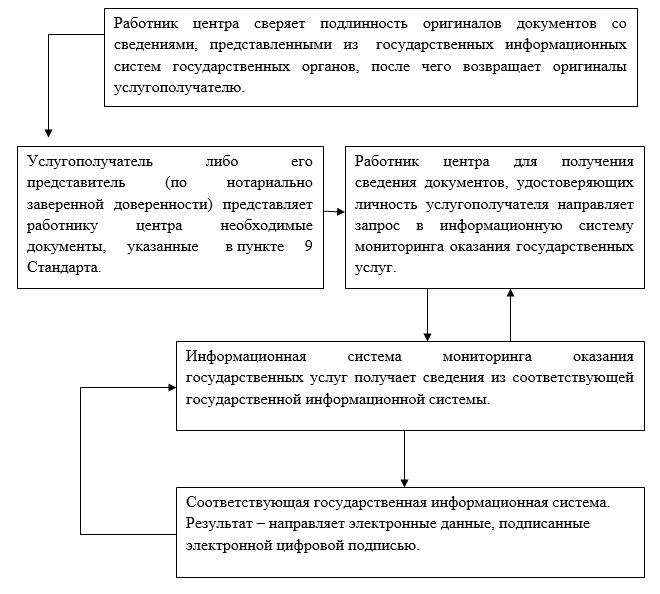 Работник центра сверяет подлинность оригиналов документов со
сведениями, представленными из государственных информационных
систем государственных органов, после чего возвращает оригиналы
услугополучателю.
Услугополучатель либо его
представитель (по нотариально
заверенной доверенности) представляет
работнику центра необходимые
документы, указанные в пункте 9
Стандарта.
Работник центра для получения
сведения документов, удостоверяющих
личность услугополучателя направляет
запрос в информационную систему
мониторинга оказания государственных
услуг.
Информационная система мониторинга оказания
государственных услуг получает сведения из соответствующей
государственной информационной системы.
Соответствующая государственная информационная система.
Результат – направляет электронные данные, подписанные
электронной цифровой подписью.